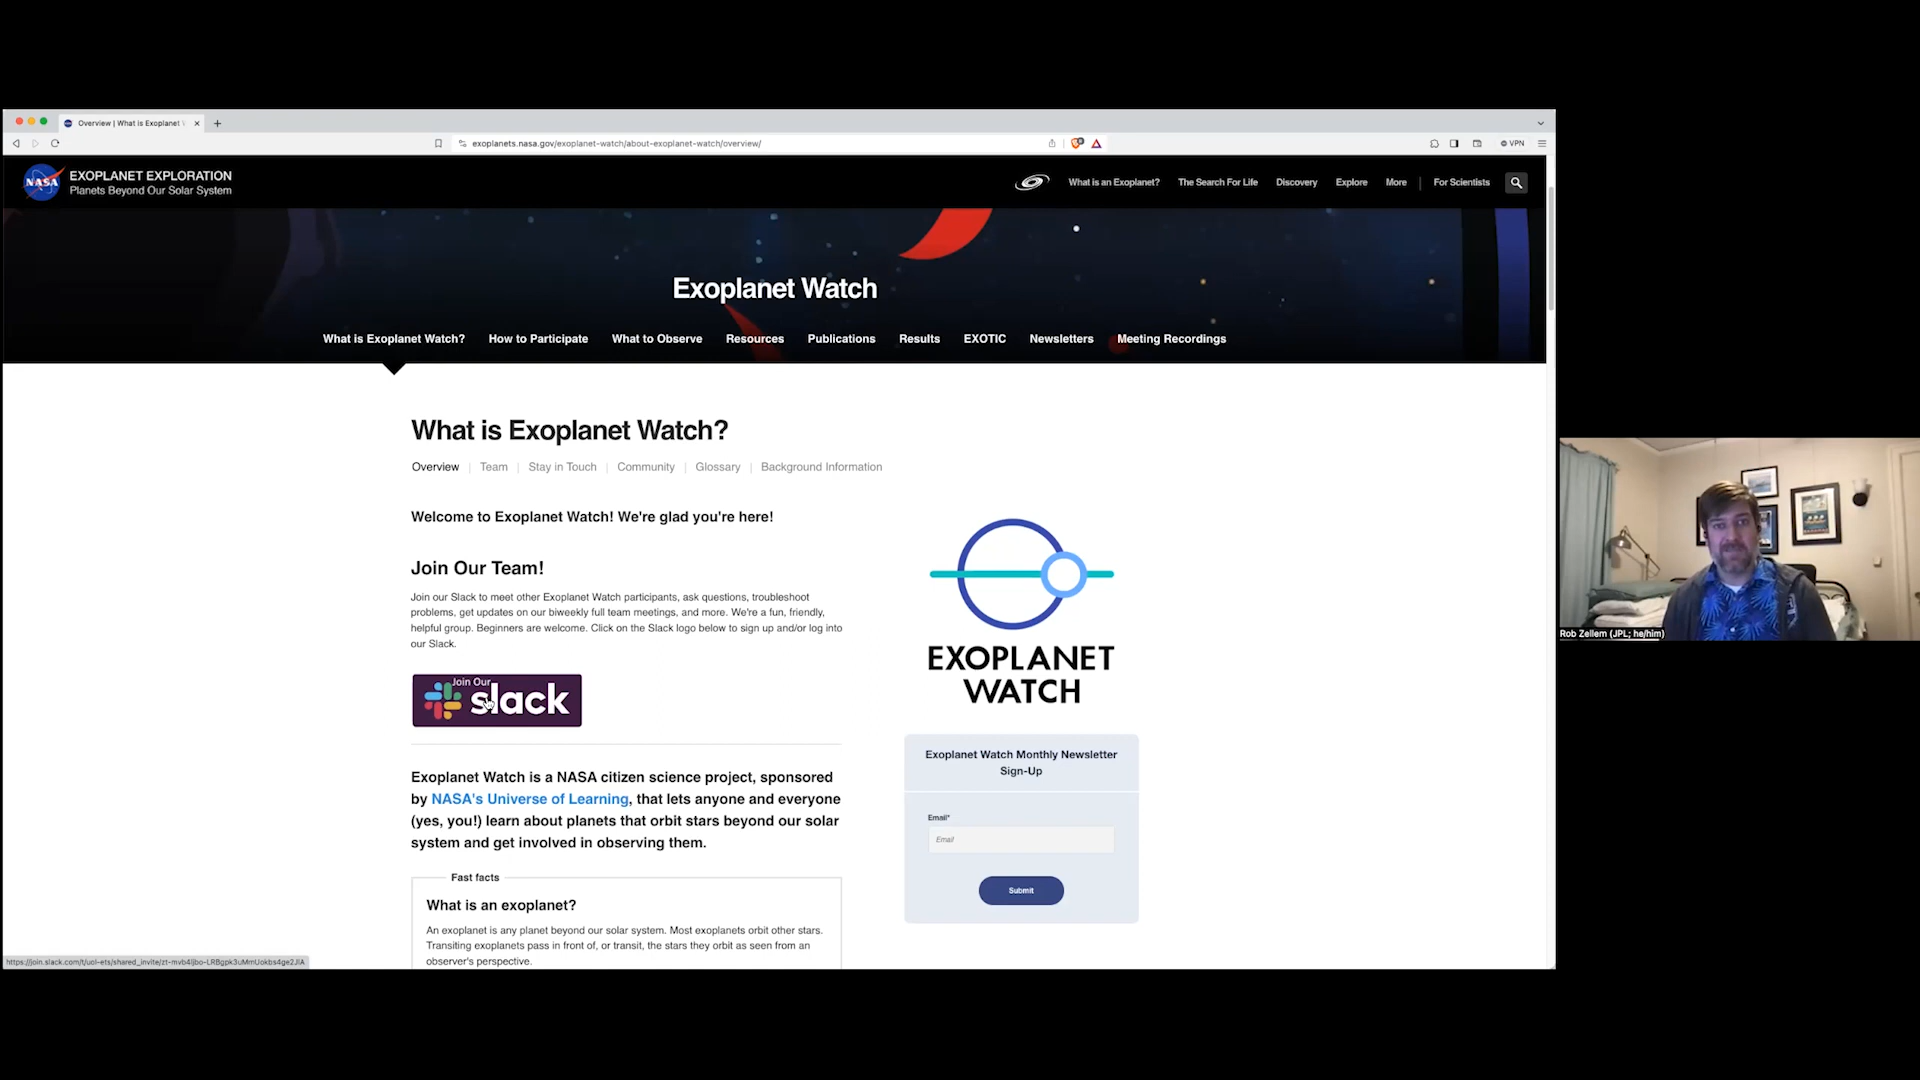 Overview | What is Exoplanet
exoplanets.nasa.gov/exoplanet-watch/about-exoplanet-watch/overview/
VPN
NASA
EXOPLANET EXPLORATION
Planets Beyond Our Solar System
What is an Exoplanet?
The Search For Life
Discovery
Explore
More
For Scientists
Exoplanet Watch
What is Exoplanet Watch?
How to Participate
What to Observe
Resources
Publications
Results
EXOTIC
Newsletters
Meeting Recordings
What is Exoplanet Watch?
Overview | Team | Stay in Touch | Community | Glossary | Background Information
Welcome to Exoplanet Watch! We're glad you're here!
Join Our Team!
Join our Slack to meet other Exoplanet Watch participants, ask questions, troubleshoot
problems, get updates on our biweekly full team meetings, and more. We're a fun, friendly,
helpful group. Beginners are welcome. Click on the Slack logo below to sign up and/or log into
our Slack.
Join Our
slack
Exoplanet Watch is a NASA citizen science project, sponsored
by NASA's Universe of Learning, that lets anyone and everyone
(yes, you!) learn about planets that orbit stars beyond our solar
system and get involved in observing them.
Fast facts
What is an exoplanet?
An exoplanet is any planet beyond our solar system. Most exoplanets orbit other stars.
Transiting exoplanets pass in front of, or transit, the stars they orbit as seen from an
observer's perspective.
EXOPLANET
WATCH
Exoplanet Watch Monthly Newsletter
Sign-Up
Email*
Email
Submit
Rob Zellem (JPL; he/him)